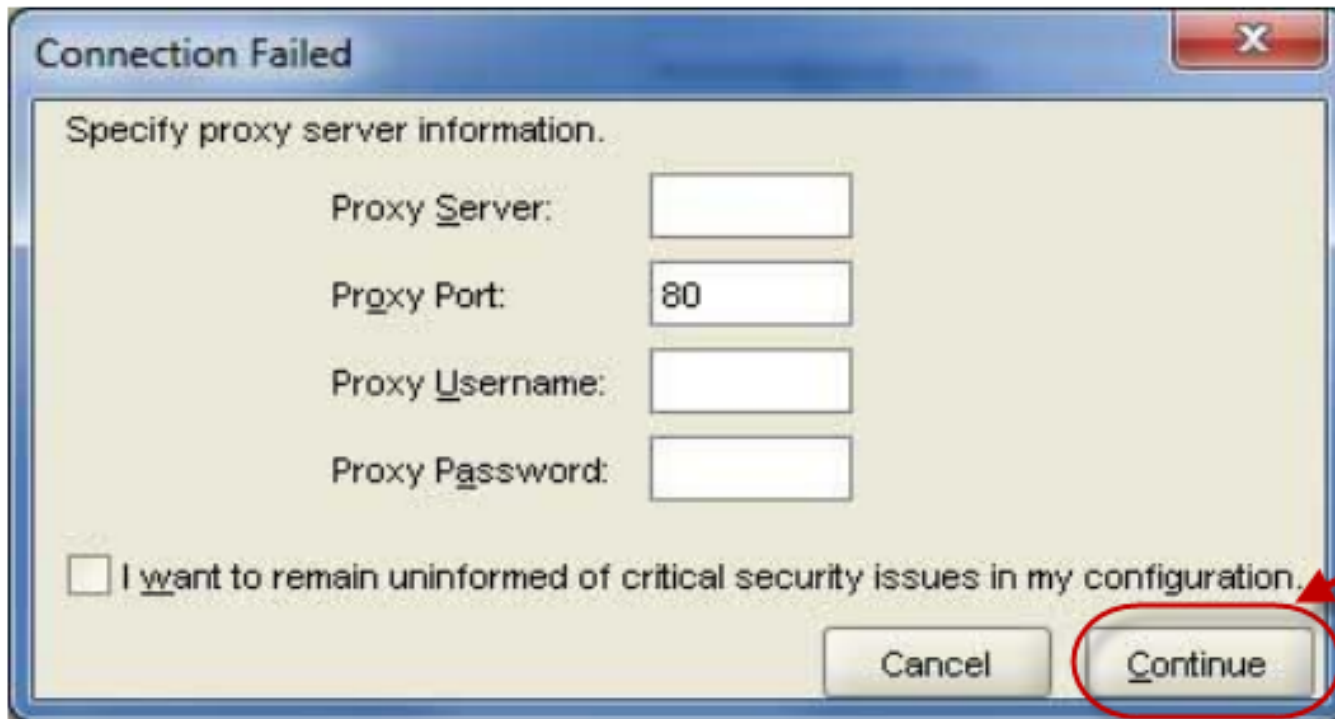 Connection Failed
Specify proxy server information.
Proxy Server:
Proxy Port: 80
Proxy Username:
Proxy Password:
I want to remain uninformed of critical security issues in my configuration.
Cancel Continue